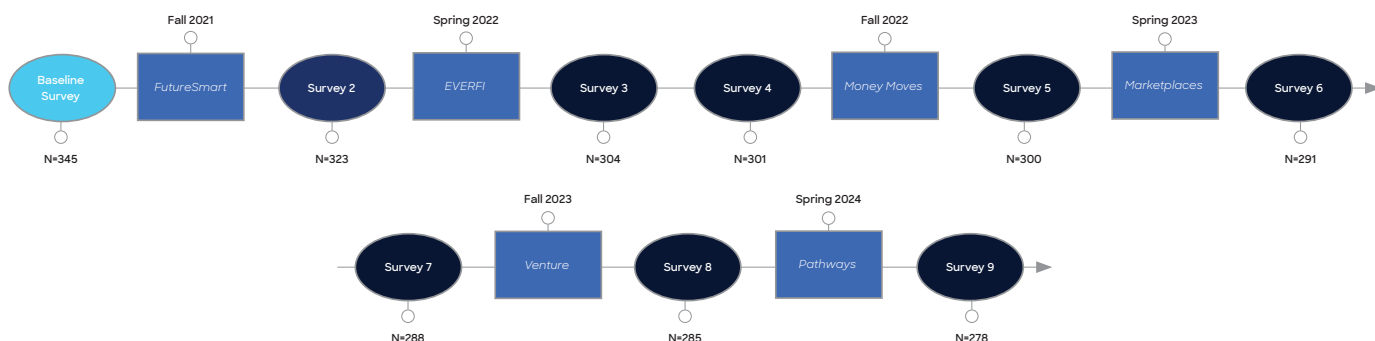 Fall 2021
Spring 2022
Fall 2022
Spring 2023
Baseline
Survey
FutureSmart
Survey 2
EVERFI
Survey 3
Survey 4
Money Moves
Survey 5
Marketplaces
Survey 6
N=345
N=323
N=304
N=301
N=300
N=291
Fall 2023
Spring 2024
Survey 7
Venture
Survey 8
Pathways
Survey 9
N=288
N=285
N=278